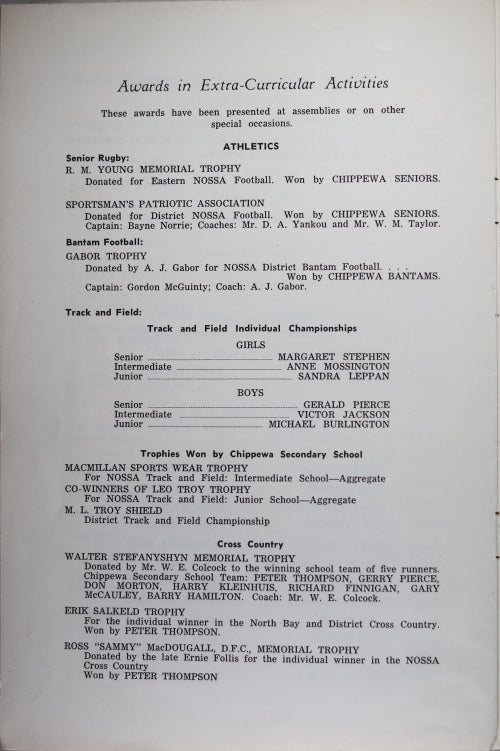 Awards in Extra-Curricular Activities
These awards have been presented at assemblies or on other
special occasions.
ATHLETICS
Senior Rugby:
R. M. YOUNG MEMORIAL TROPHY
Donated for Eastern NOSSA Football. Won by CHIPPEWA SENIORS.
SPORTSMAN'S PATRIOTIC ASSOCIATION
Donated for District NOSSA Football. Won by CHIPPEWA SENIORS.
Captain: Bayne Norrie; Coaches: Mr. D. A. Yankou and Mr. W. M. Taylor.
Bantam Football:
GABOR TROPHY
Donated by A. J. Gabor for NOSSA District Bantam Football. . . .
Won by CHIPPEWA BANTAMS.
Captain: Gordon McGuinty; Coach: A. J. Gabor.
Track and Field:
Track and Field Individual Championships
GIRLS
Senior ........ MARGARET STEPHEN
Intermediate ........ ANNE MOSSINGTON
Junior ........ SANDRA LEPPAN
BOYS
Senior ........ GERALD PIERCE
Intermediate ........ VICTOR JACKSON
Junior ........ MICHAEL BURLINGTON
Trophies Won by Chippewa Secondary School
MACMILLAN SPORTS WEAR TROPHY
For NOSSA Track and Field: Intermediate School—Aggregate
CO-WINNERS OF LEO TROY TROPHY
For NOSSA Track and Field: Junior School—Aggregate
M. L. TROY SHIELD
District Track and Field Championship
Cross Country
WALTER STEFANYSHYN MEMORIAL TROPHY
Donated by Mr. W. E. Colcock to the winning school team of five runners.
Chippewa Secondary School Team: PETER THOMPSON, GERRY PIERCE,
DON MORTON, HARRY KLEINHUIS, RICHARD FINNIGAN, GARY
McCAULEY, BARRY HAMILTON. Coach: Mr. W. E. Colcock.
ERIK SALKELD TROPHY
For the individual winner in the North Bay and District Cross Country.
Won by PETER THOMPSON.
ROSS "SAMMY" MacDOUGALL, D.F.C., MEMORIAL TROPHY
Donated by the late Ernie Follis for the individual winner in the NOSSA
Cross Country
Won by PETER THOMPSON